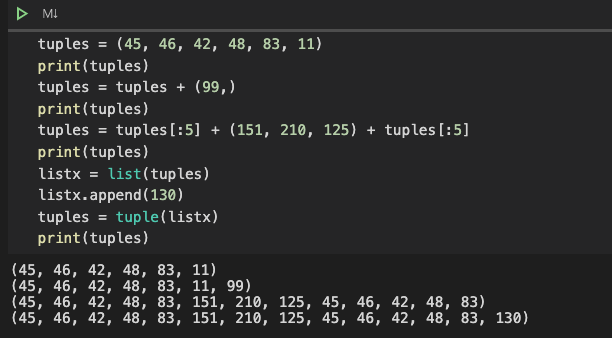 M↓
tuples = (45, 46, 42, 48, 83, 11)
print(tuples)
tuples = tuples + (99,)
print(tuples)
tuples = tuples[:5] + (151, 210, 125) + tuples[:5]
print(tuples)
listx = list(tuples)
listx.append(130)
tuples = tuple(listx)
print(tuples)
(45, 46, 42, 48, 83, 11)
(45, 46, 42, 48, 83, 11, 99)
(45, 46, 42, 48, 83, 151, 210, 125, 45, 46, 42, 48, 83)
(45, 46, 42, 48, 83, 151, 210, 125, 45, 46, 42, 48, 83, 130)